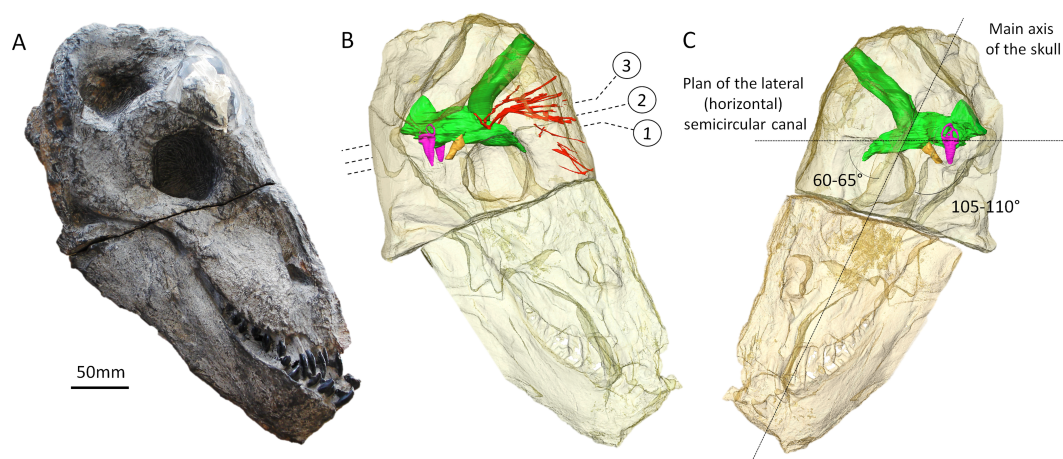 A
B
C
3
2
1
Main axis
of the skull
Plan of the lateral
(horizontal)
semicircular canal
60-65°
105-110°
50mm